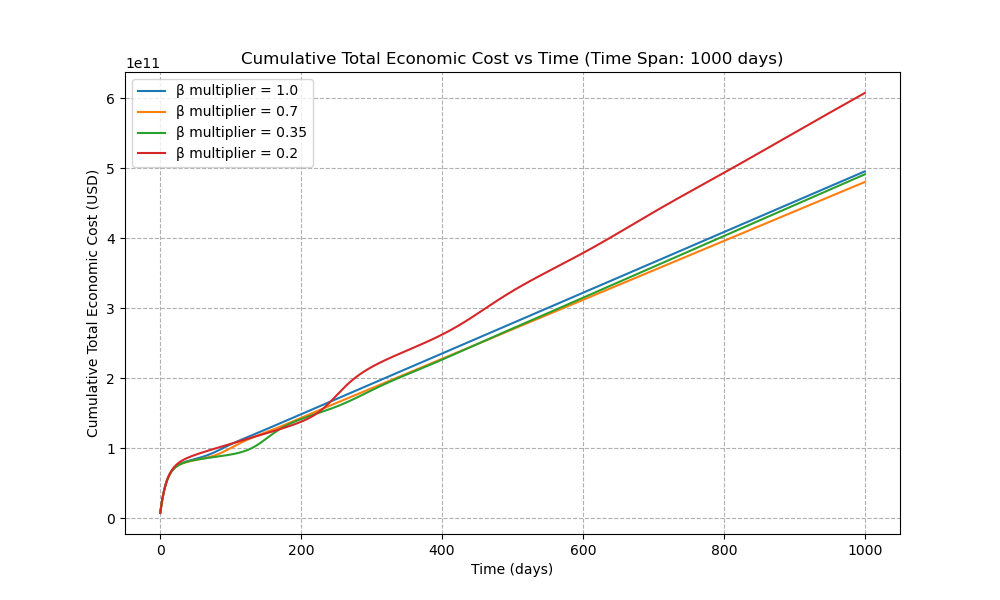 Cumulative Total Economic Cost vs Time (Time Span: 1000 days)
1e11
β multiplier = 1.0
β multiplier = 0.7
β multiplier = 0.35
β multiplier = 0.2
Cumulative Total Economic Cost (USD)
6
5
4
3
2
1
0
0 200 400 600 800 1000
Time (days)